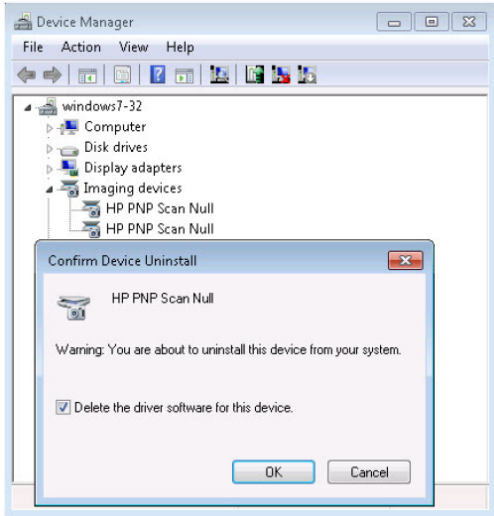 Device Manager
File Action View Help
windows7-32
Computer
Disk drives
Display adapters
Imaging devices
HP PNP Scan Null
HP PNP Scan Null
Confirm Device Uninstall
HP PNP Scan Null
Warning: You are about to uninstall this device from your system.
Delete the driver software for this device.
OK Cancel